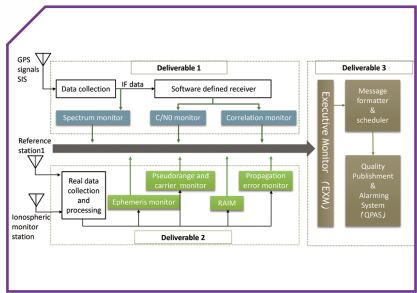 Deliverable 1
GPS
signals
SIS
IF data
Data collection
Software defined receiver
Spectrum monitor
C/N0 monitor
Correlation monitor
Reference
station1
Real data
collection
and
processing
Pseudorange and
carrier monitor
Propagation
error monitor
Ephemeris monitor
RAIM
Ionospheric
monitor
station
Deliverable 2
Deliverable 3
Executive Monitor（EXM）
Message
formatter
&
scheduler
Quality
Publishment
&
Alarming
System
（QPAS）